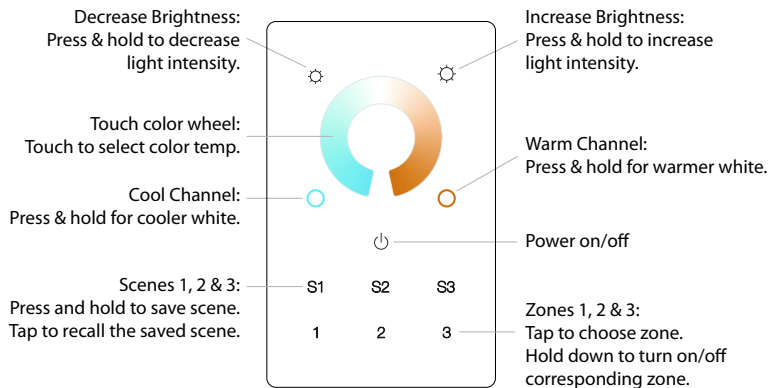 Decrease Brightness:
Press & hold to decrease
light intensity.
Increase Brightness:
Press & hold to increase
light intensity.
Touch color wheel:
Touch to select color temp.
Warm Channel:
Press & hold for warmer white.
Cool Channel:
Press & hold for cooler white.
Power on/off
Scenes 1, 2 & 3:
Press and hold to save scene.
Tap to recall the saved scene.
S1 S2 S3
1 2 3
Zones 1, 2 & 3:
Tap to choose zone.
Hold down to turn on/off
corresponding zone.